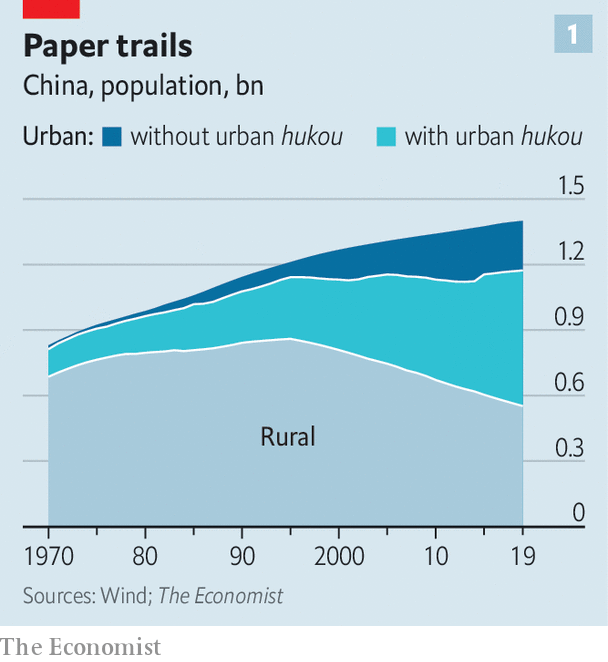 1
Paper trails
China, population, bn
Urban: without urban hukou with urban hukou
1.5
1.2
0.9
0.6
Rural
0.3
0
1970 80 90 2000 10 19
Sources: Wind; The Economist
The Economist